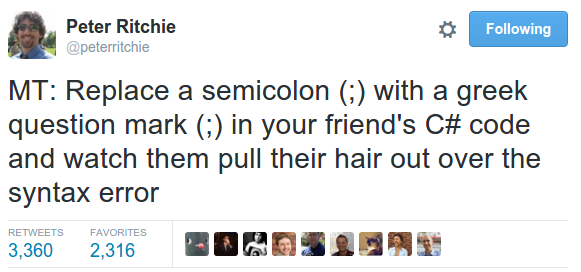 Peter Ritchie
@peterritchie
Following
MT: Replace a semicolon (;) with a greek
question mark (;) in your friend's C# code
and watch them pull their hair out over the
syntax error
RETWEETS FAVORITES
3,360 2,316